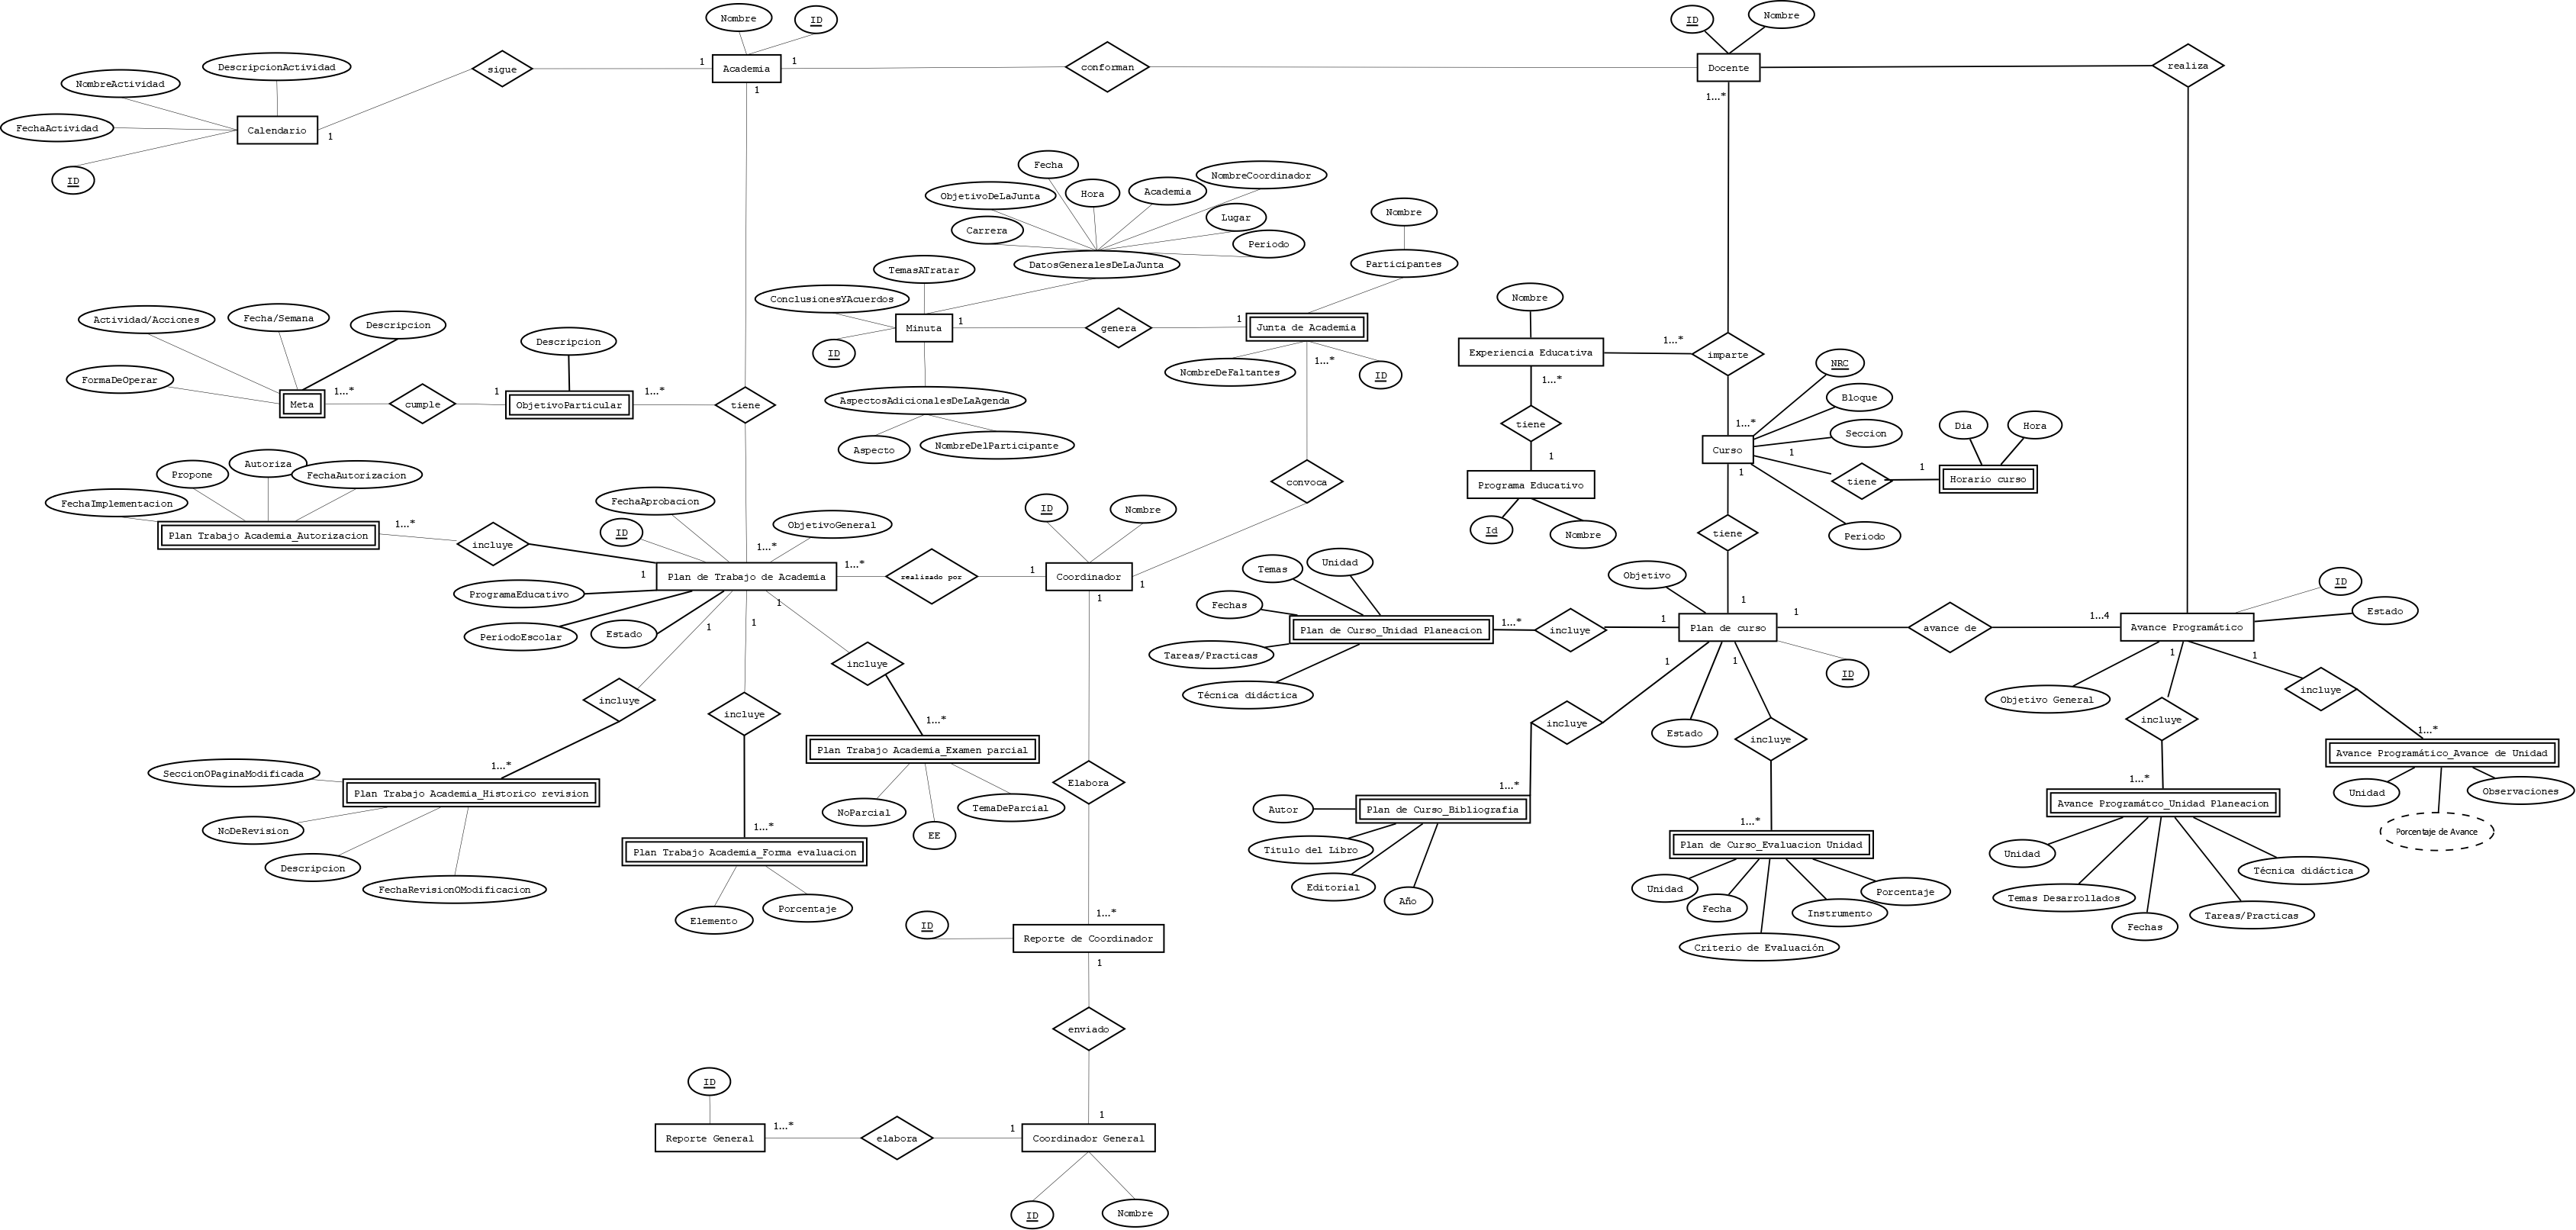 Nombre
ID
ID
Nombre
sigue
1
Academia
1
conforman
Docente
realiza
1
1...*
DescripcionActividad
NombreActividad
FechaActividad
Calendario
1
ID
Fecha
Hora
Academia
NombreCoordinador
ObjetivoDeLaJunta
Lugar
Carrera
Periodo
DatosGeneralesDeLaJunta
Nombre
Participantes
TemasATratar
ConclusionesYAcuerdos
Minuta
1
genera
1
Junta de Academia
ID
1...*
NombreDeFaltantes
ID
AspectosAdicionalesDeLaAgenda
Aspecto
NombreDelParticipante
convoca
Nombre
Experiencia Educativa
1...*
imparte
1...*
tiene
1
Programa Educativo
Id
Nombre
NRC
Bloque
Seccion
1...*
Curso
1
1
tiene
1
Horario curso
Dia
Hora
Periodo
tiene
1
Actividad/Acciones
Fecha/Semana
Descripcion
FormaDeOperar
Meta
1...*
cumple
1
ObjetivoParticular
Descripcion
1...*
tiene
Propone
Autoriza
FechaAutorizacion
FechaImplementacion
Plan Trabajo Academia_Autorizacion
1...*
incluye
1
FechaAprobacion
ID
ObjetivoGeneral
1...*
Plan de Trabajo de Academia
1...*
realizado por
1
Coordinador
ID
Nombre
1
1
ProgramaEducativo
PeriodoEscolar
Estado
1
1
1
incluye
incluye
incluye
1...*
Plan Trabajo Academia_Examen parcial
NoParcial
EE
TemaDeParcial
1...*
SeccionOPaginaModificada
Plan Trabajo Academia_Historico revision
NoDeRevision
Descripcion
FechaRevisionOModificacion
1...*
Plan Trabajo Academia_Forma evaluacion
Elemento
Porcentaje
Elabora
1...*
ID
Reporte de Coordinador
1
enviado
1
ID
Reporte General
1...*
elabora
1
Coordinador General
ID
Nombre
Temas
Unidad
Fechas
Plan de Curso_Unidad Planeacion
1...*
incluye
1
Tareas/Practicas
Técnica didáctica
Objetivo
Plan de curso
1
avance de
1...4
Avance Programático
ID
Estado
ID
1
1
Estado
incluye
1...*
Autor
Plan de Curso_Bibliografia
Titulo del Libro
Editorial
Año
incluye
1...*
Plan de Curso_Evaluacion Unidad
Unidad
Fecha
Criterio de Evaluación
Instrumento
Porcentaje
Objetivo General
1
1
incluye
incluye
1...*
Avance Programátco_Unidad Planeacion
Unidad
Temas Desarrollados
Fechas
Tareas/Practicas
Técnica didáctica
1...*
Avance Programático_Avance de Unidad
Unidad
Observaciones
Porcentaje de Avance